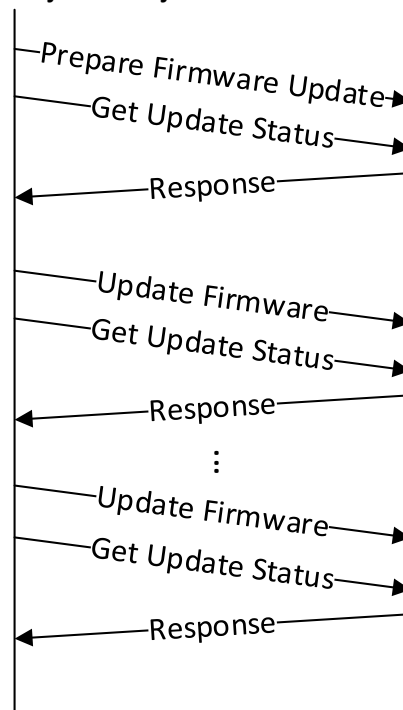 Prepare Firmware Update
Get Update Status
Response
Update Firmware
Get Update Status
Response
⋮
Update Firmware
Get Update Status
Response